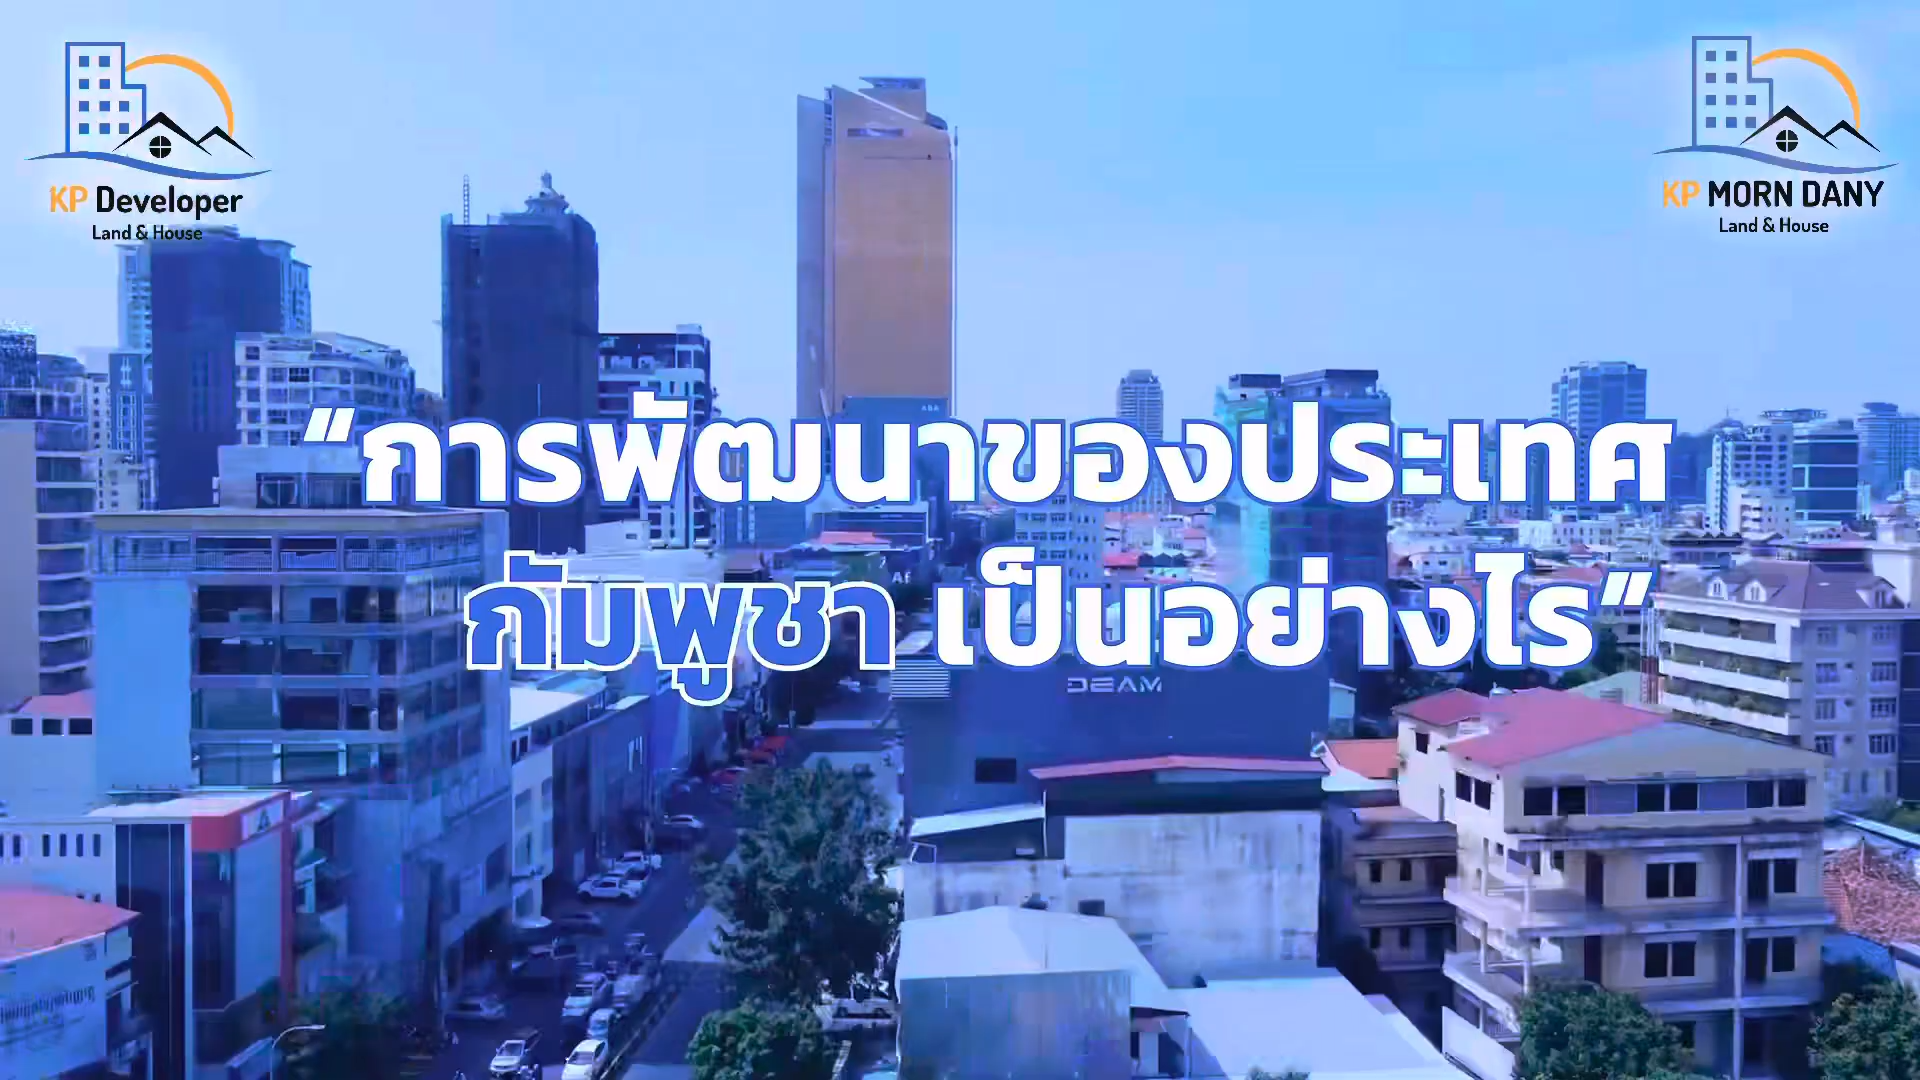 KP Developer
Land & House
KP MORN DANY
Land & House
“การพัฒนาของประเทศ
กัมพูชา เป็นอย่างไร”
ABA
DEAM